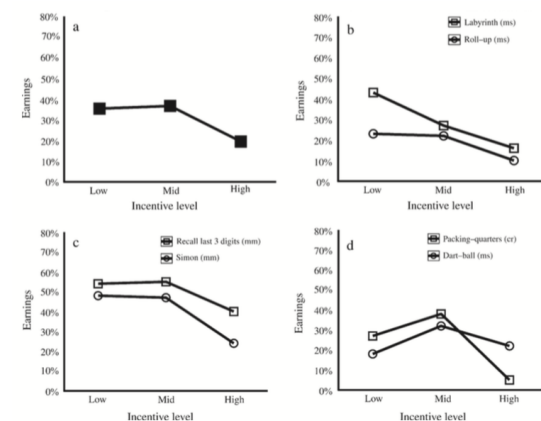 a
80%
70%
60%
50%
40%
30%
20%
10%
0%
Earnings
Low Mid High
Incentive level
b
Labyrinth (ms)
Roll-up (ms)
80%
70%
60%
50%
40%
30%
20%
10%
0%
Earnings
Low Mid High
Incentive level
c
Recall last 3 digits (mm)
Simon (mm)
80%
70%
60%
50%
40%
30%
20%
10%
0%
Earnings
Low Mid High
Incentive level
d
Packing-quarters (cr)
Dart-ball (ms)
80%
70%
60%
50%
40%
30%
20%
10%
0%
Earnings
Low Mid High
Incentive level